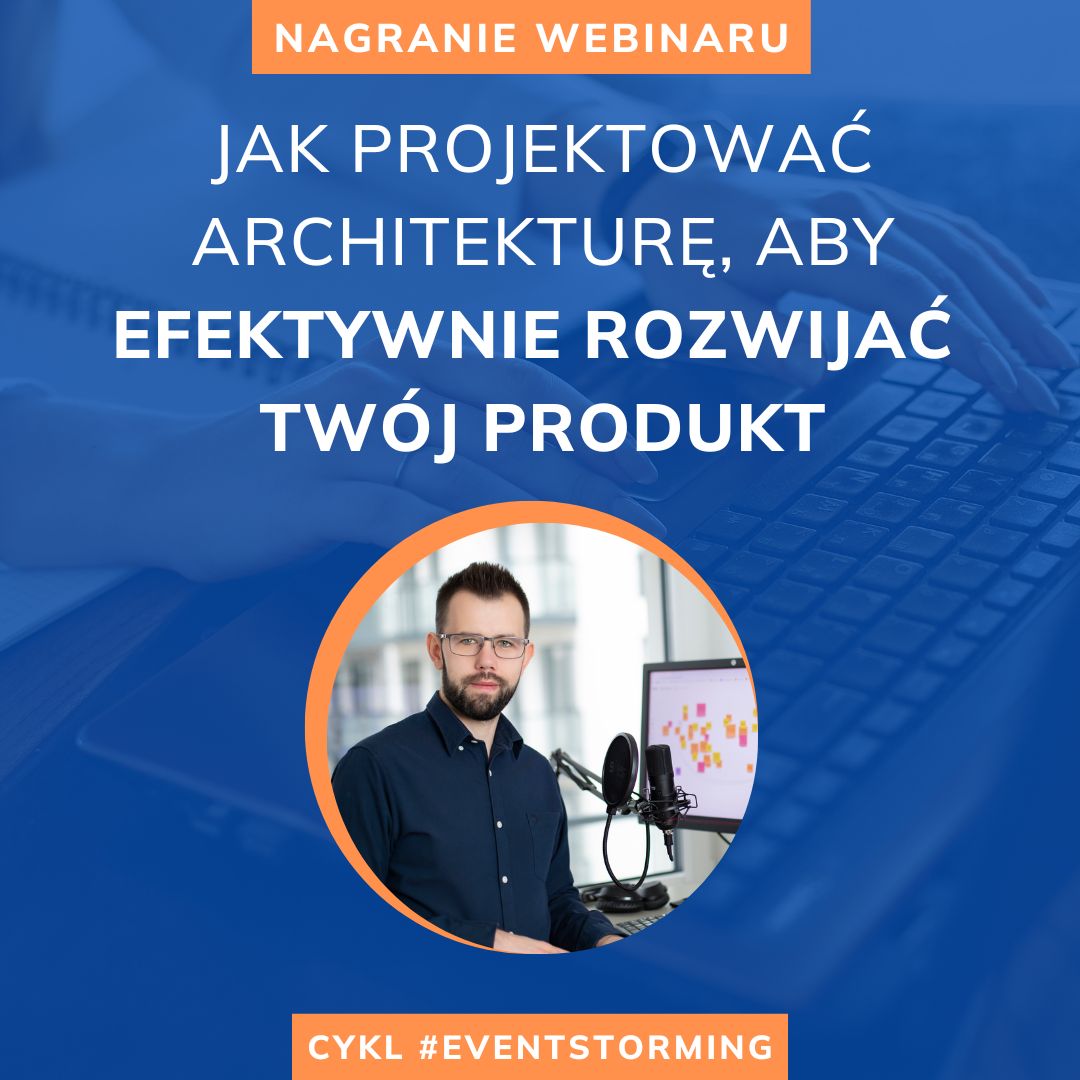 NAGRANIE WEBINARU
JAK PROJEKTOWAĆ
ARCHITEKTURĘ, ABY
EFEKTYWNIE ROZWIJAĆ
TWÓJ PRODUKT
CYKL #EVENTSTORMING